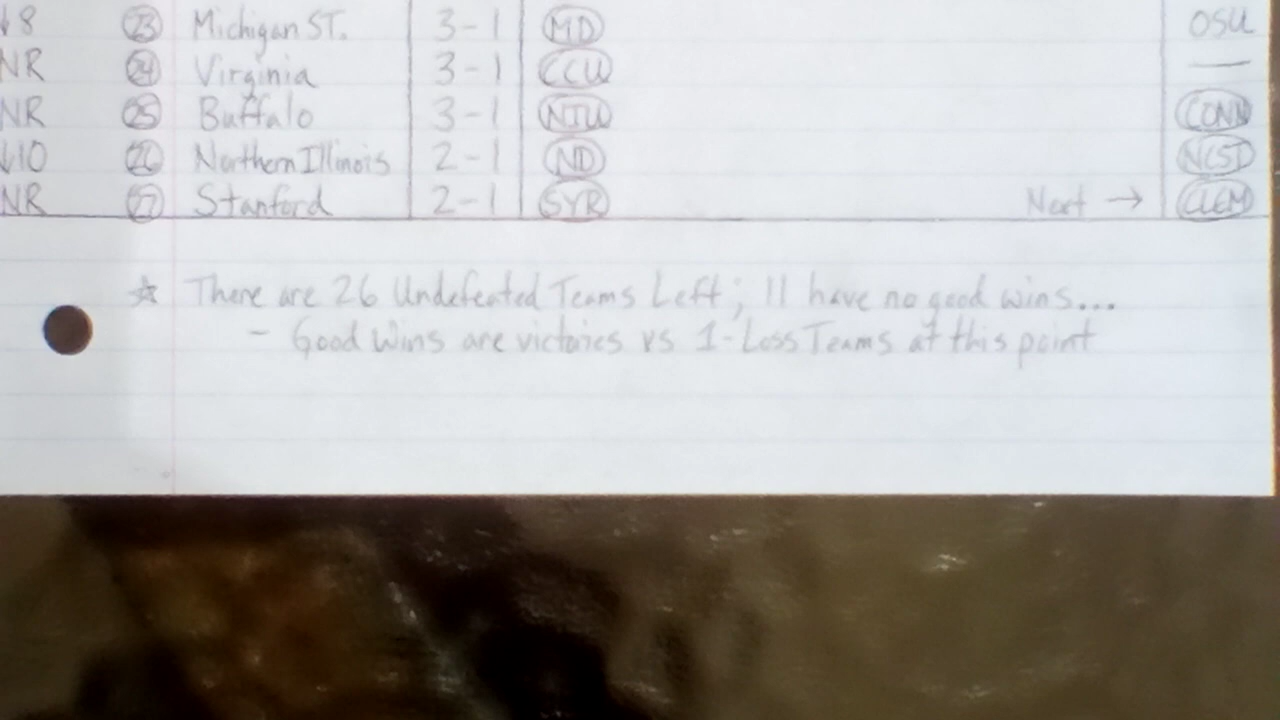 ↓8 23 Michigan ST. 3-1 MD OSU
NR 24 Virginia 3-1 CCU —
NR 25 Buffalo 3-1 NIU CONN
↓10 26 Northern Illinois 2-1 ND NCST
NR 27 Stanford 2-1 SYR Next → CLEM
☆ There are 26 Undefeated Teams Left; 11 have no good wins...
- Good Wins are victories vs 1-Loss Teams at this point